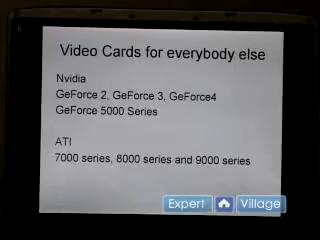 Video Cards for everybody else
Nvidia
GeForce 2, GeForce 3, GeForce4
GeForce 5000 Series
ATI
7000 series, 8000 series and 9000 series
Expert Village